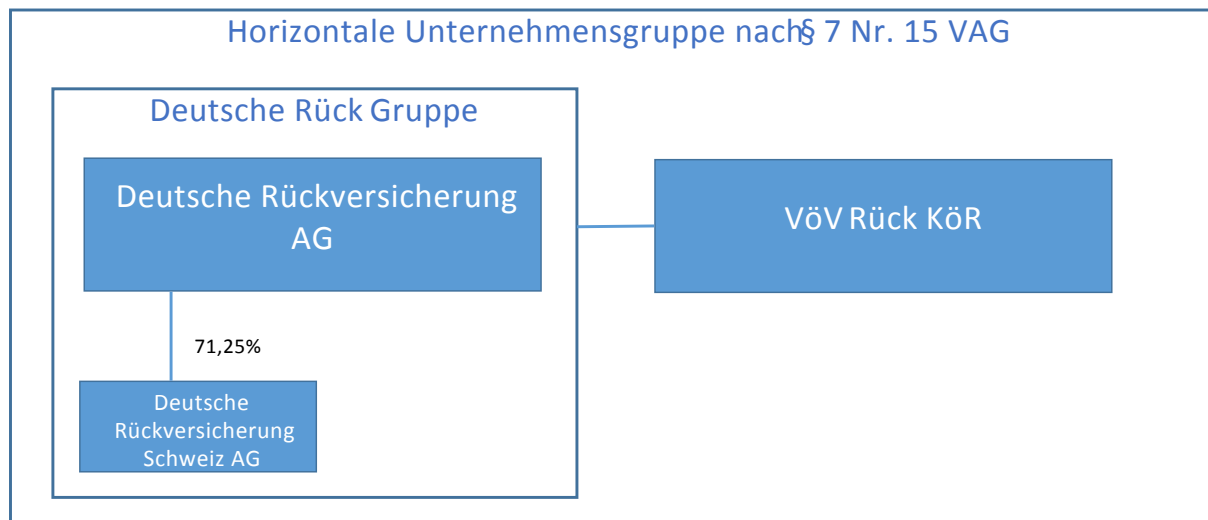 Horizontale Unternehmensgruppe nach§ 7 Nr. 15 VAG
Deutsche Rück Gruppe
Deutsche Rückversicherung
AG
VöV Rück KöR
71,25%
Deutsche
Rückversicherung
Schweiz AG